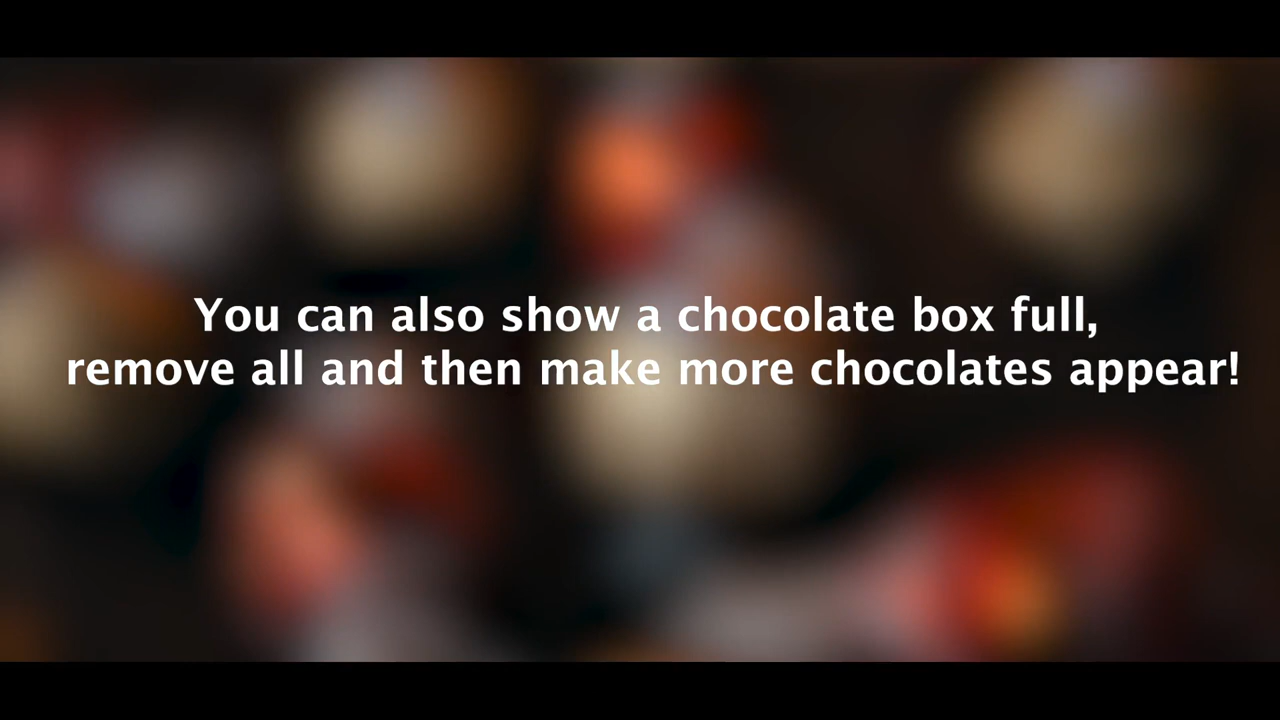 You can also show a chocolate box full,
remove all and then make more chocolates appear!